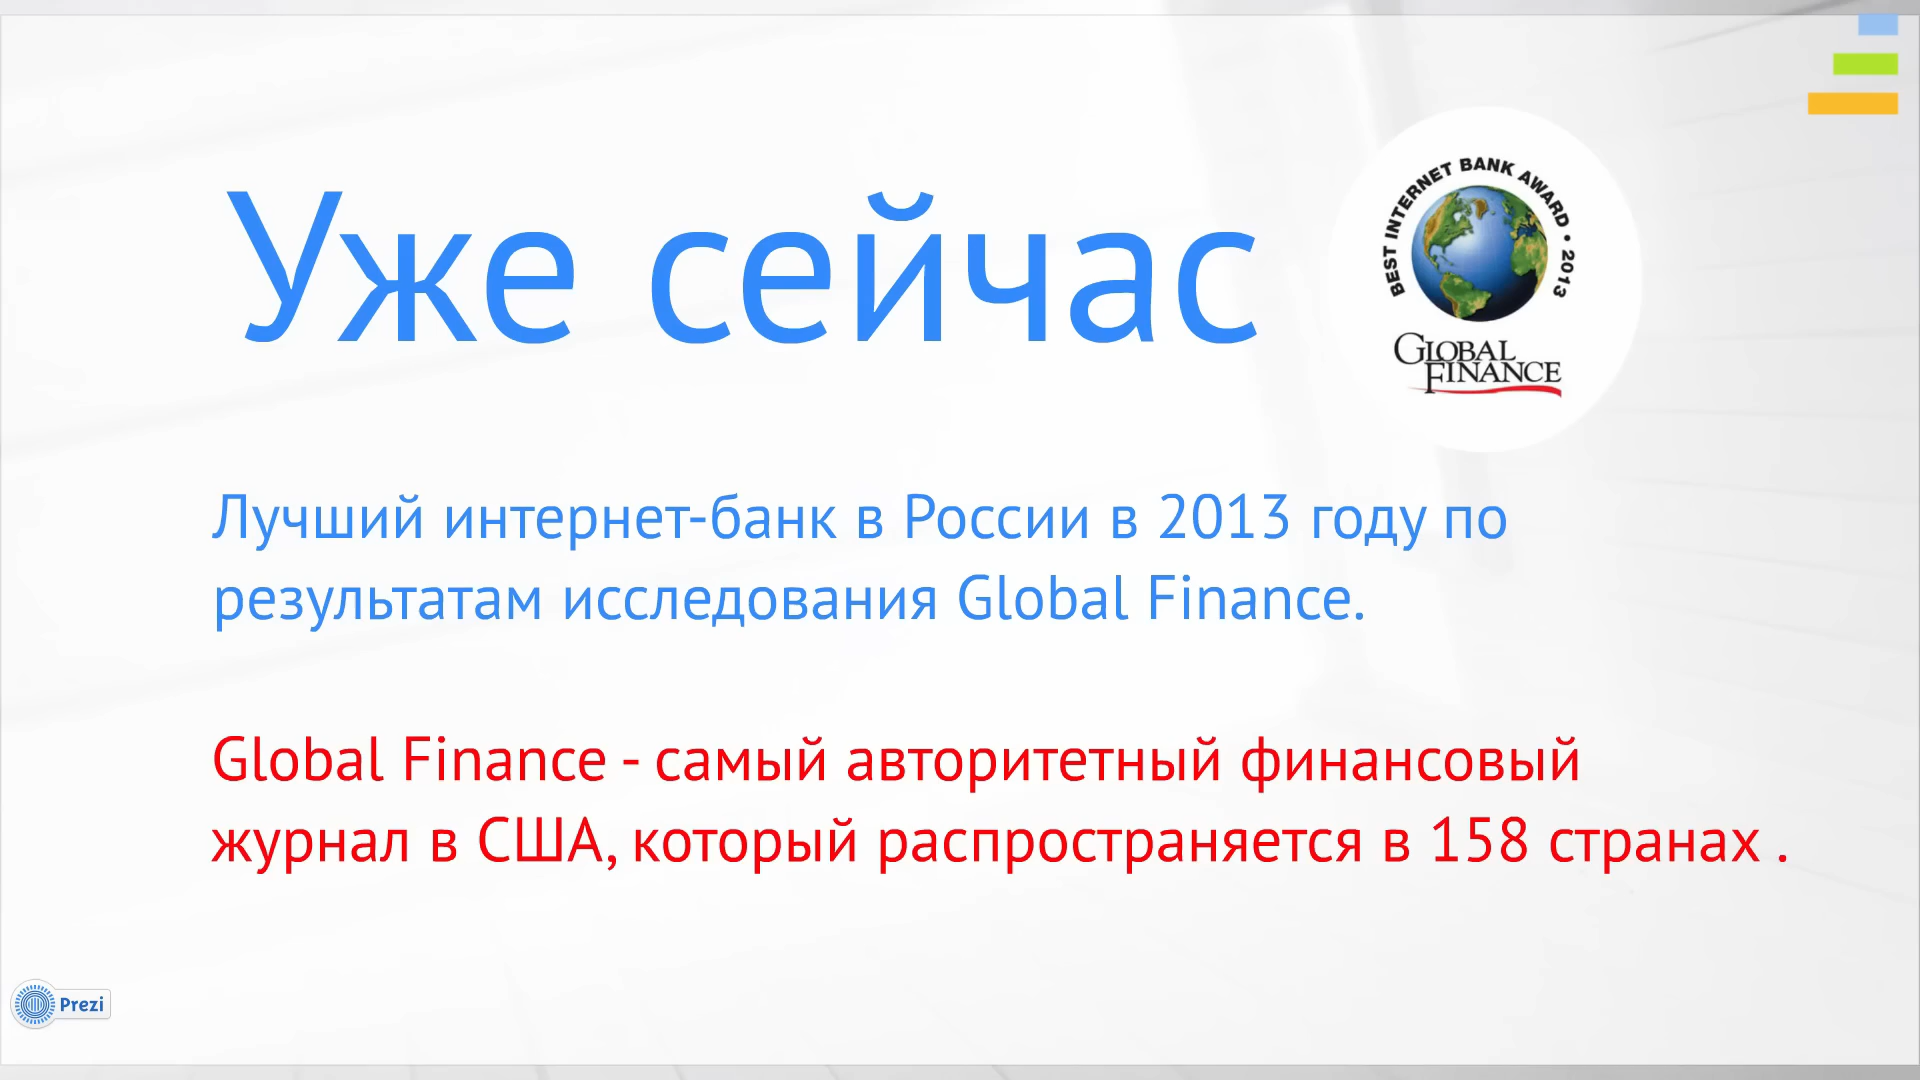 Уже сейчас
BEST INTERNET BANK AWARD • 2013
GLOBAL
FINANCE
Лучший интернет-банк в России в 2013 году по
результатам исследования Global Finance.
Global Finance - самый авторитетный финансовый
журнал в США, который распространяется в 158 странах .
Prezi